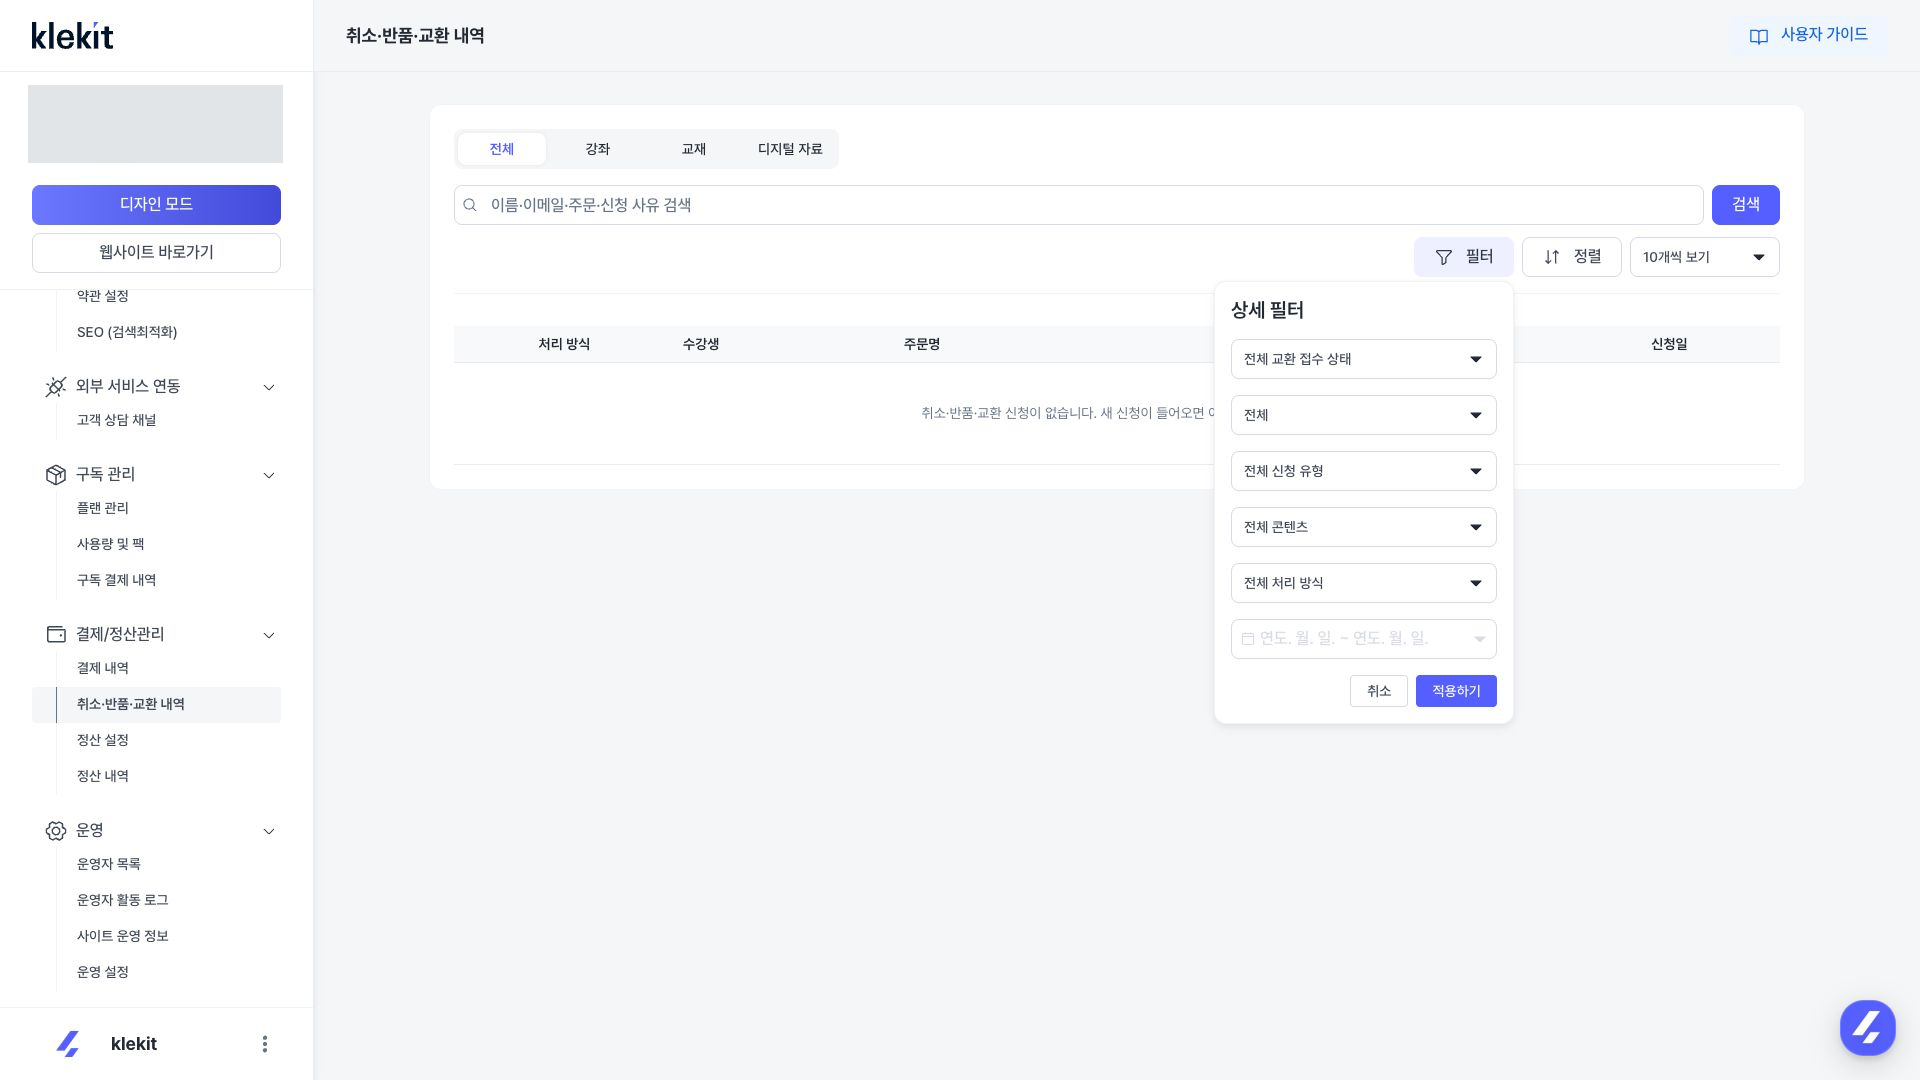 klekit
취소·반품·교환 내역
사용자 가이드
디자인 모드
웹사이트 바로가기
약관 설정
SEO (검색최적화)
외부 서비스 연동
고객 상담 채널
구독 관리
플랜 관리
사용량 및 팩
구독 결제 내역
결제/정산관리
결제 내역
취소·반품·교환 내역
정산 설정
정산 내역
운영
운영자 목록
운영자 활동 로그
사이트 운영 정보
운영 설정
klekit
전체 강좌 교재 디지털 자료
이름·이메일·주문·신청 사유 검색
검색
필터 정렬 10개씩 보기
처리 방식 수강생 주문명 신청일
취소·반품·교환 신청이 없습니다. 새 신청이 들어오면
상세 필터
전체 교환 접수 상태
전체
전체 신청 유형
전체 콘텐츠
전체 처리 방식
연도. 월. 일. ~ 연도. 월. 일.
취소 적용하기